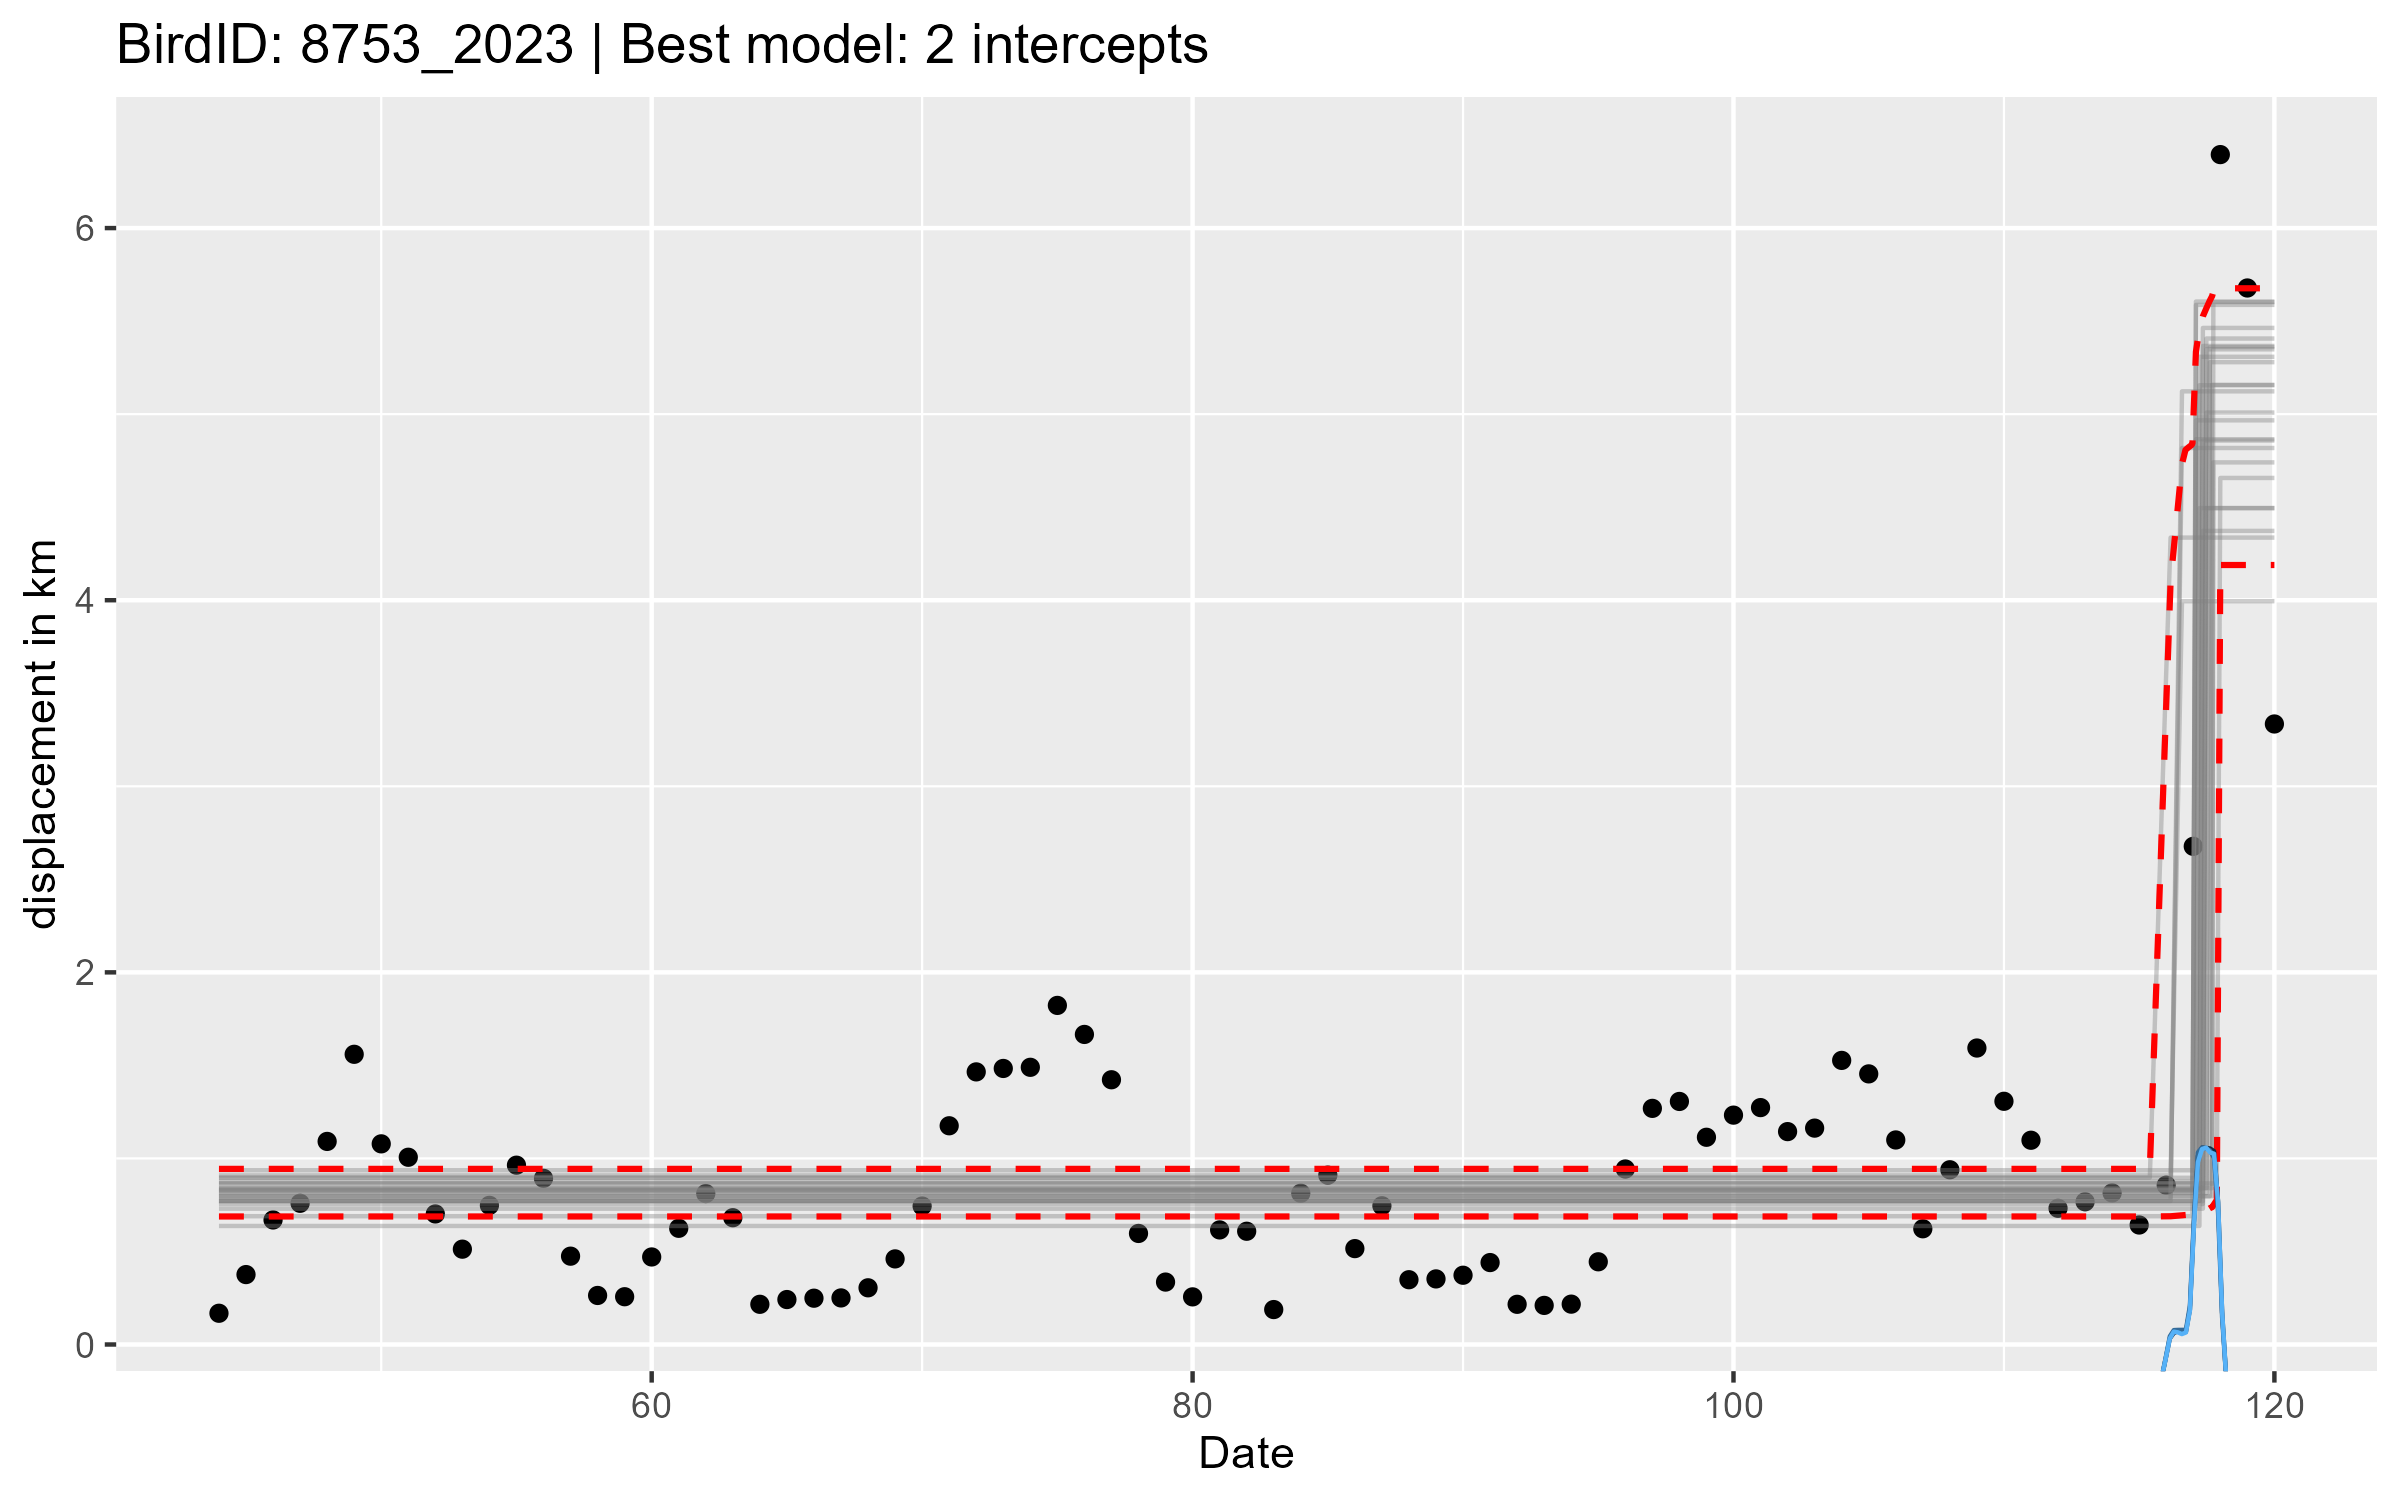 BirdID: 8753_2023 | Best model: 2 intercepts
6
4
2
0
displacement in km
60
80
100
120
Date